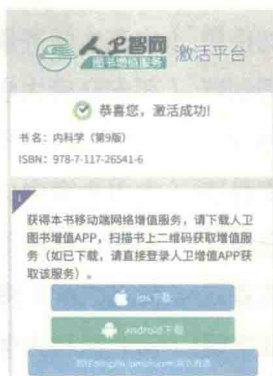 人卫智网 激活平台
图书增值服务
恭喜您，激活成功!
书名：内科学（第9版）
ISBN：978-7-117-26541-6
获得本书移动端网络增值服务，请下载人卫
图书增值APP，扫描书上二维码获取增值服
务（如已下载，请直接登录人卫增值APP获
取该服务）。
ios下载
android下载